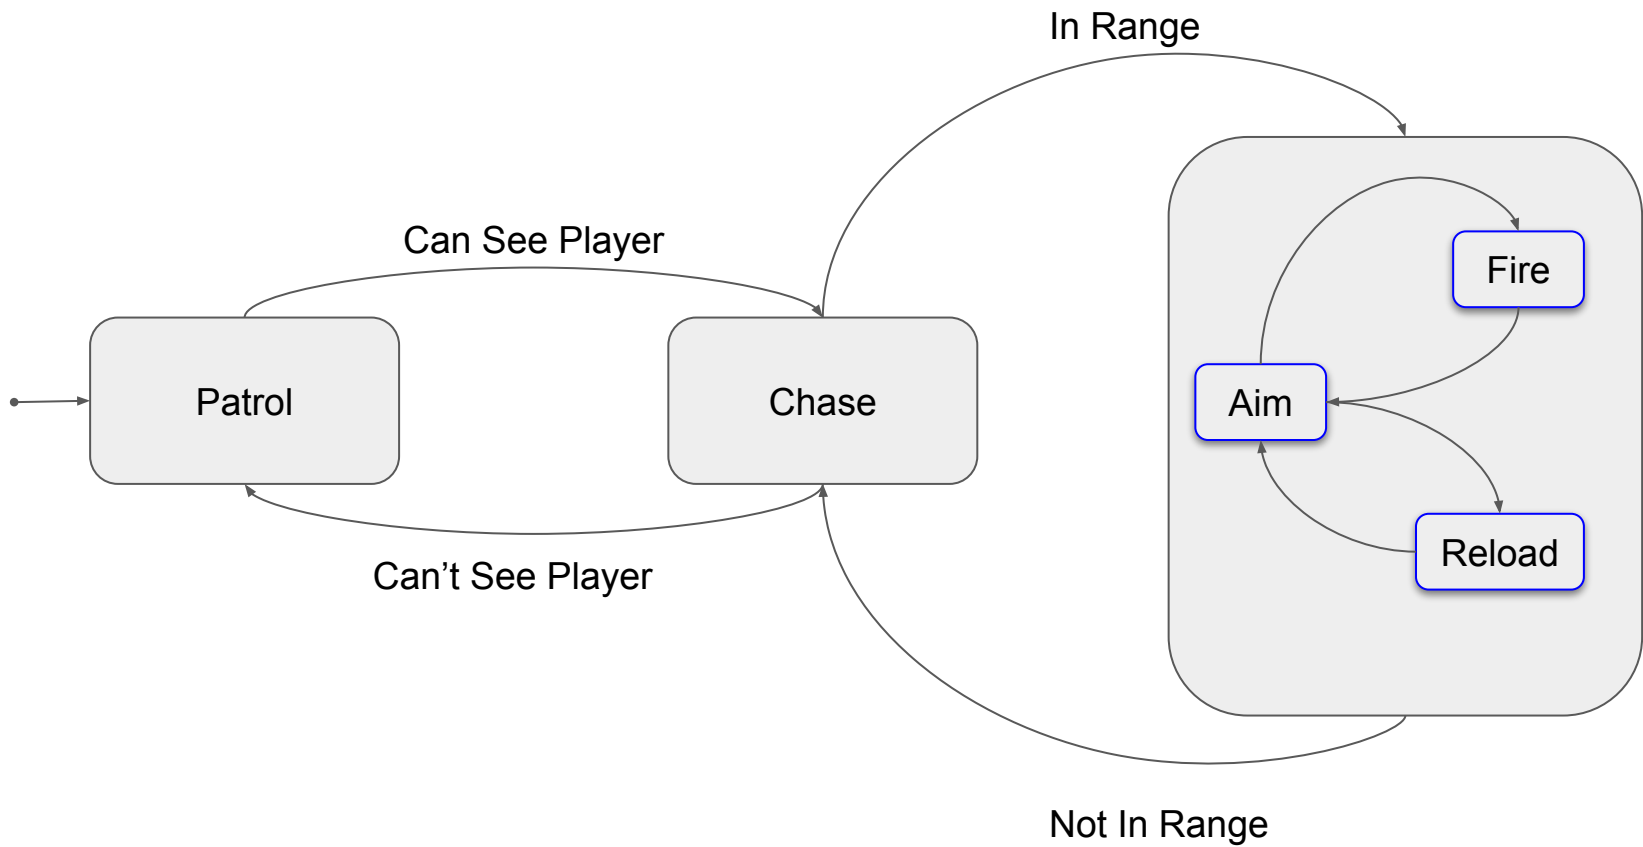 In Range
Can See Player
Fire
Patrol
Chase
Aim
Reload
Can’t See Player
Not In Range